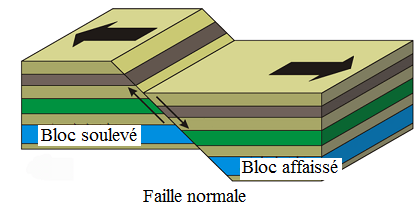 Bloc soulevé
Bloc affaissé
Faille normale